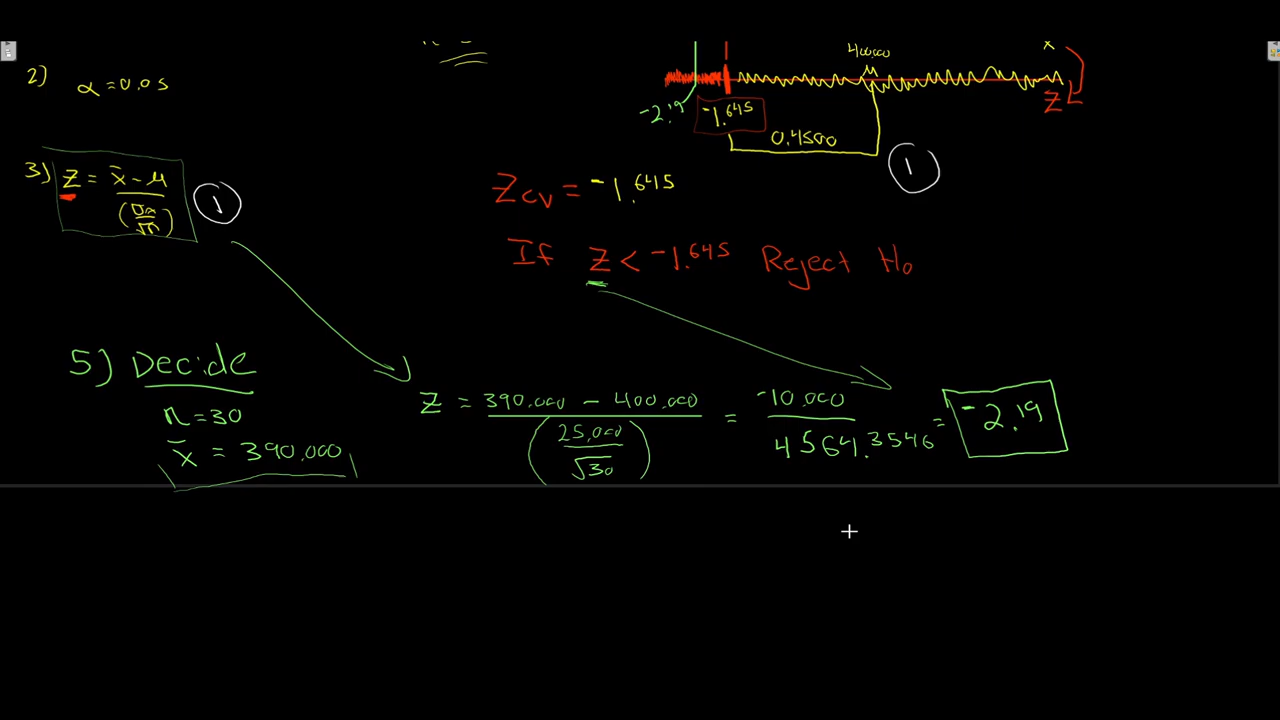 2) α = 0.05
400.000 x
μ
Z
-2.19 -1.645
0.4500
1
3) Z = x̄ - μ
(σx/√n)
1
Zcv = -1.645
If Z < -1.645 Reject Ho
5) Decide
n = 30
x̄ = 390.000
Z = 390.000 - 400.000 = -10.000 = -2.19
(25,000/√30) 4564.3546